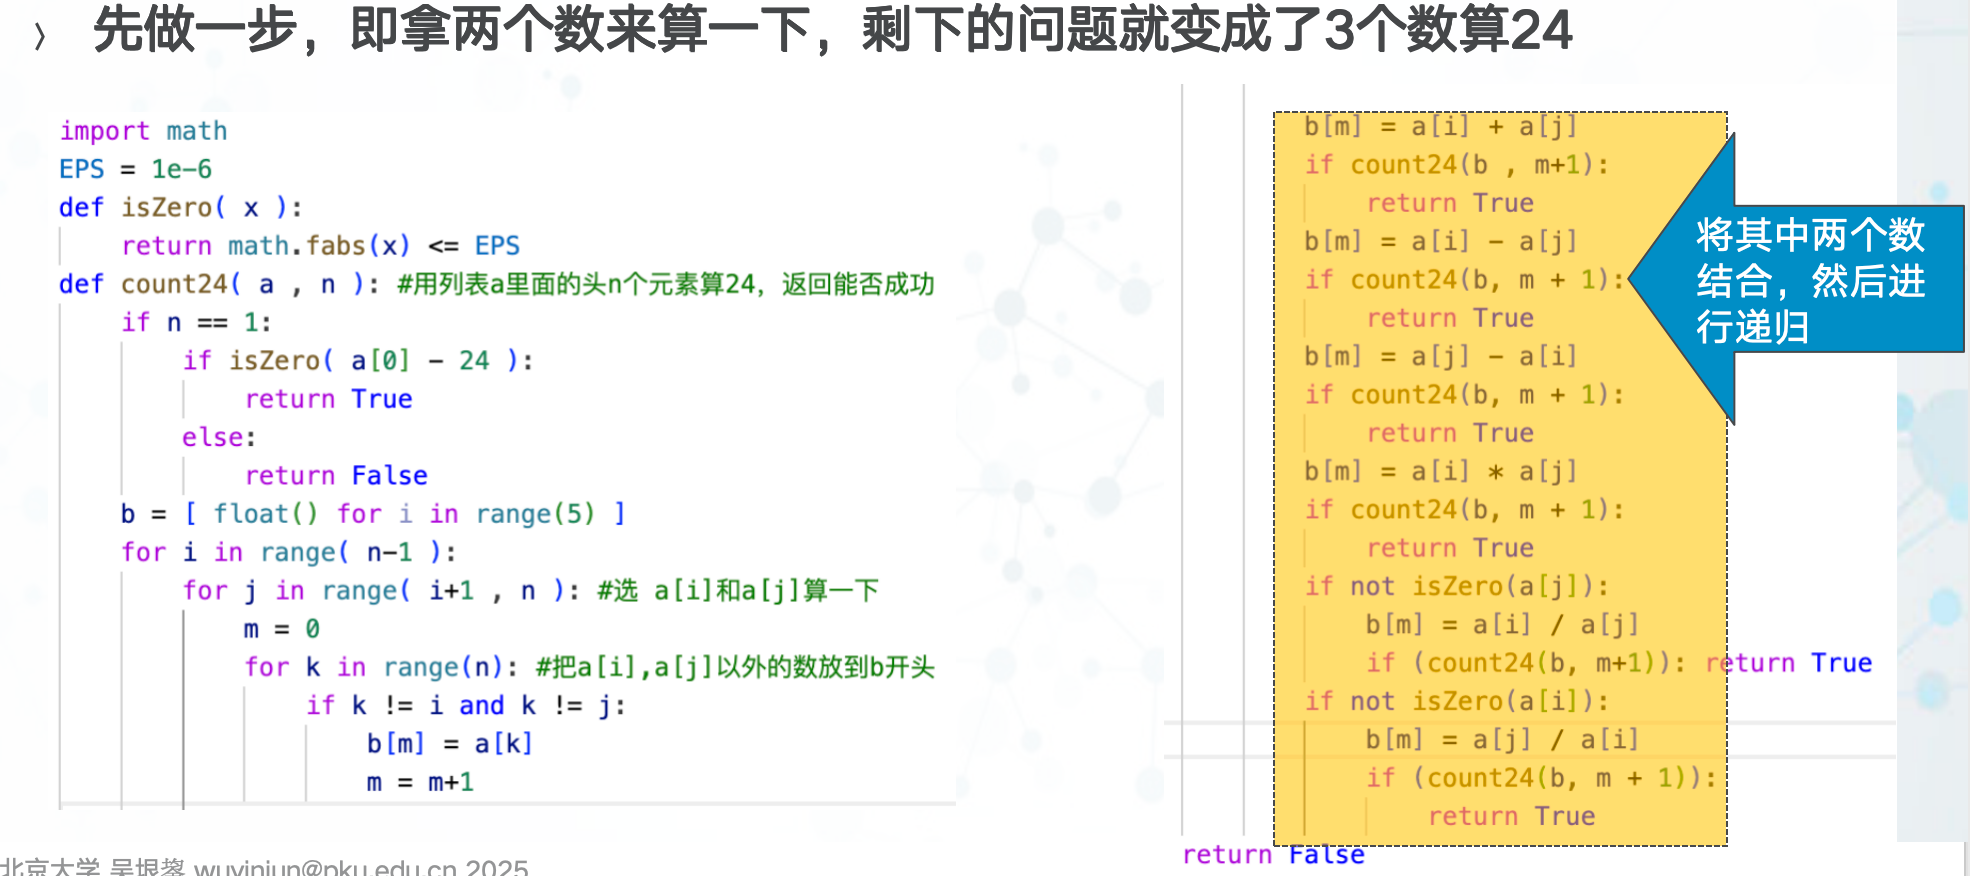 › 先做一步，即拿两个数来算一下，剩下的问题就变成了3个数算24
import math
EPS = 1e-6
def isZero( x ):
    return math.fabs(x) <= EPS
def count24( a , n ): #用列表a里面的头n个元素算24，返回能否成功
    if n == 1:
        if isZero( a[0] - 24 ):
            return True
        else:
            return False
    b = [ float() for i in range(5) ]
    for i in range( n-1 ):
        for j in range( i+1 , n ): #选 a[i]和a[j]算一下
            m = 0
            for k in range(n): #把a[i],a[j]以外的数放到b开头
                if k != i and k != j:
                    b[m] = a[k]
                    m = m+1
            b[m] = a[i] + a[j]
            if count24(b , m+1):
                return True
            b[m] = a[i] - a[j]
            if count24(b, m + 1):
                return True
            b[m] = a[j] - a[i]
            if count24(b, m + 1):
                return True
            b[m] = a[i] * a[j]
            if count24(b, m + 1):
                return True
            if not isZero(a[j]):
                b[m] = a[i] / a[j]
                if (count24(b, m+1)): return True
            if not isZero(a[i]):
                b[m] = a[j] / a[i]
                if (count24(b, m + 1)):
                    return True
    return False
将其中两个数
结合，然后进
行递归
北京大学 吴垠鋆 wuyinjun@pku.edu.cn 2025